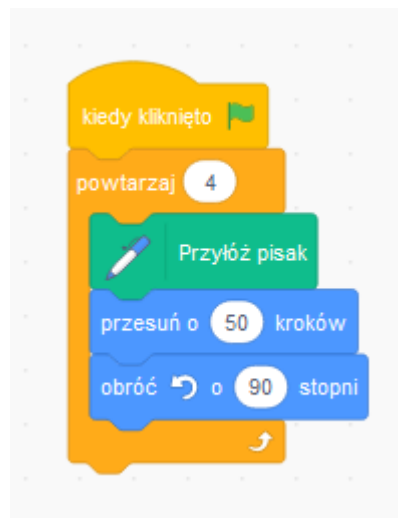 kiedy kliknięto
powtarzaj 4
Przyłóż pisak
przesuń o 50 kroków
obróć o 90 stopni